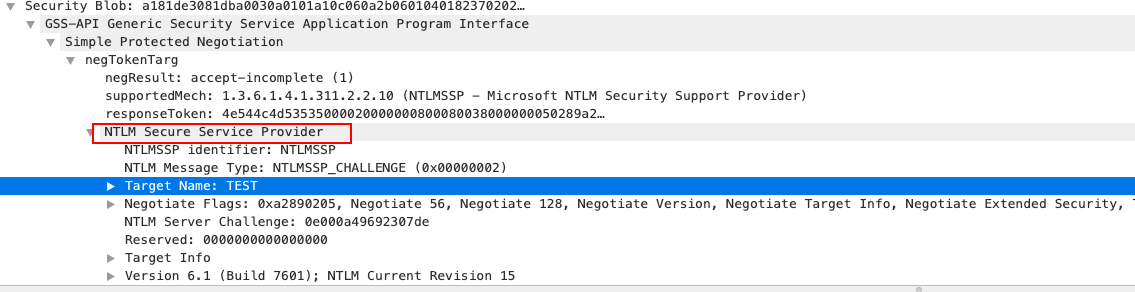 Security Blob: a181de3081dba0030a0101a10c060a2b0601040182370202…
GSS-API Generic Security Service Application Program Interface
Simple Protected Negotiation
negTokenTarg
negResult: accept-incomplete (1)
supportedMech: 1.3.6.1.4.1.311.2.2.10 (NTLMSSP - Microsoft NTLM Security Support Provider)
responseToken: 4e544c4d53535000020000000800080038000000050289a2…
NTLM Secure Service Provider
NTLMSSP identifier: NTLMSSP
NTLM Message Type: NTLMSSP_CHALLENGE (0x00000002)
Target Name: TEST
Negotiate Flags: 0xa2890205, Negotiate 56, Negotiate 128, Negotiate Version, Negotiate Target Info, Negotiate Extended Security,
NTLM Server Challenge: 0e000a49692307de
Reserved: 0000000000000000
Target Info
Version 6.1 (Build 7601); NTLM Current Revision 15